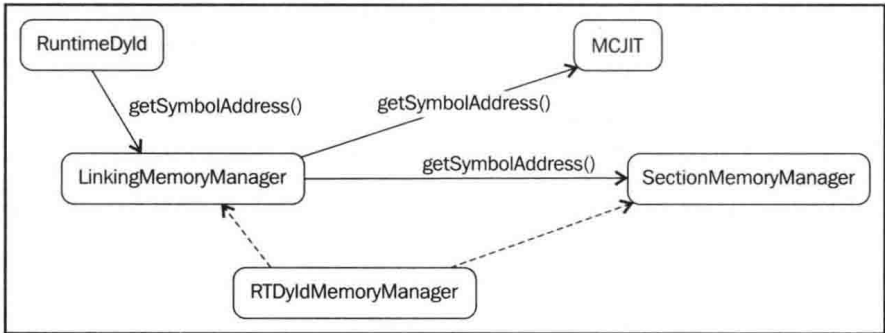 RuntimeDyld
MCJIT
getSymbolAddress()
getSymbolAddress()
getSymbolAddress()
LinkingMemoryManager
SectionMemoryManager
RTDyldMemoryManager